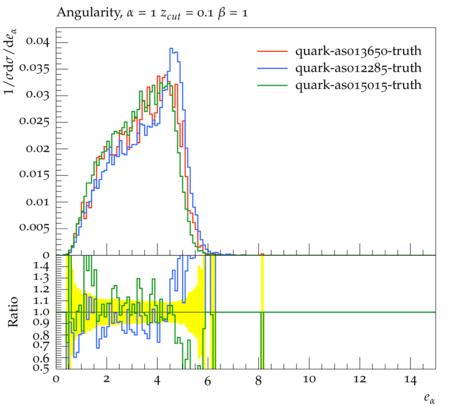 Angularity, α = 1 z_cut = 0.1 β = 1
1/σ dσ/de_α
0.04
0.035
0.03
0.025
0.02
0.015
0.01
0.005
0
quark-as013650-truth
quark-as012285-truth
quark-as015015-truth
Ratio
1.4
1.3
1.2
1.1
1.0
0.9
0.8
0.7
0.6
0.5
0 2 4 6 8 10 12 14
e_α